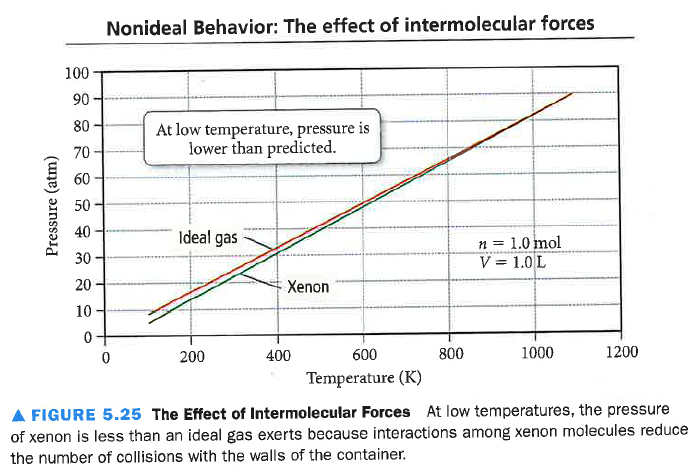 Nonideal Behavior: The effect of intermolecular forces
100
90
80
70
60
50
40
30
20
10
0
Pressure (atm)
At low temperature, pressure is
lower than predicted.
Ideal gas
Xenon
n = 1.0 mol
V = 1.0 L
0 200 400 600 800 1000 1200
Temperature (K)
▲ FIGURE 5.25 The Effect of Intermolecular Forces At low temperatures, the pressure
of xenon is less than an ideal gas exerts because interactions among xenon molecules reduce
the number of collisions with the walls of the container.